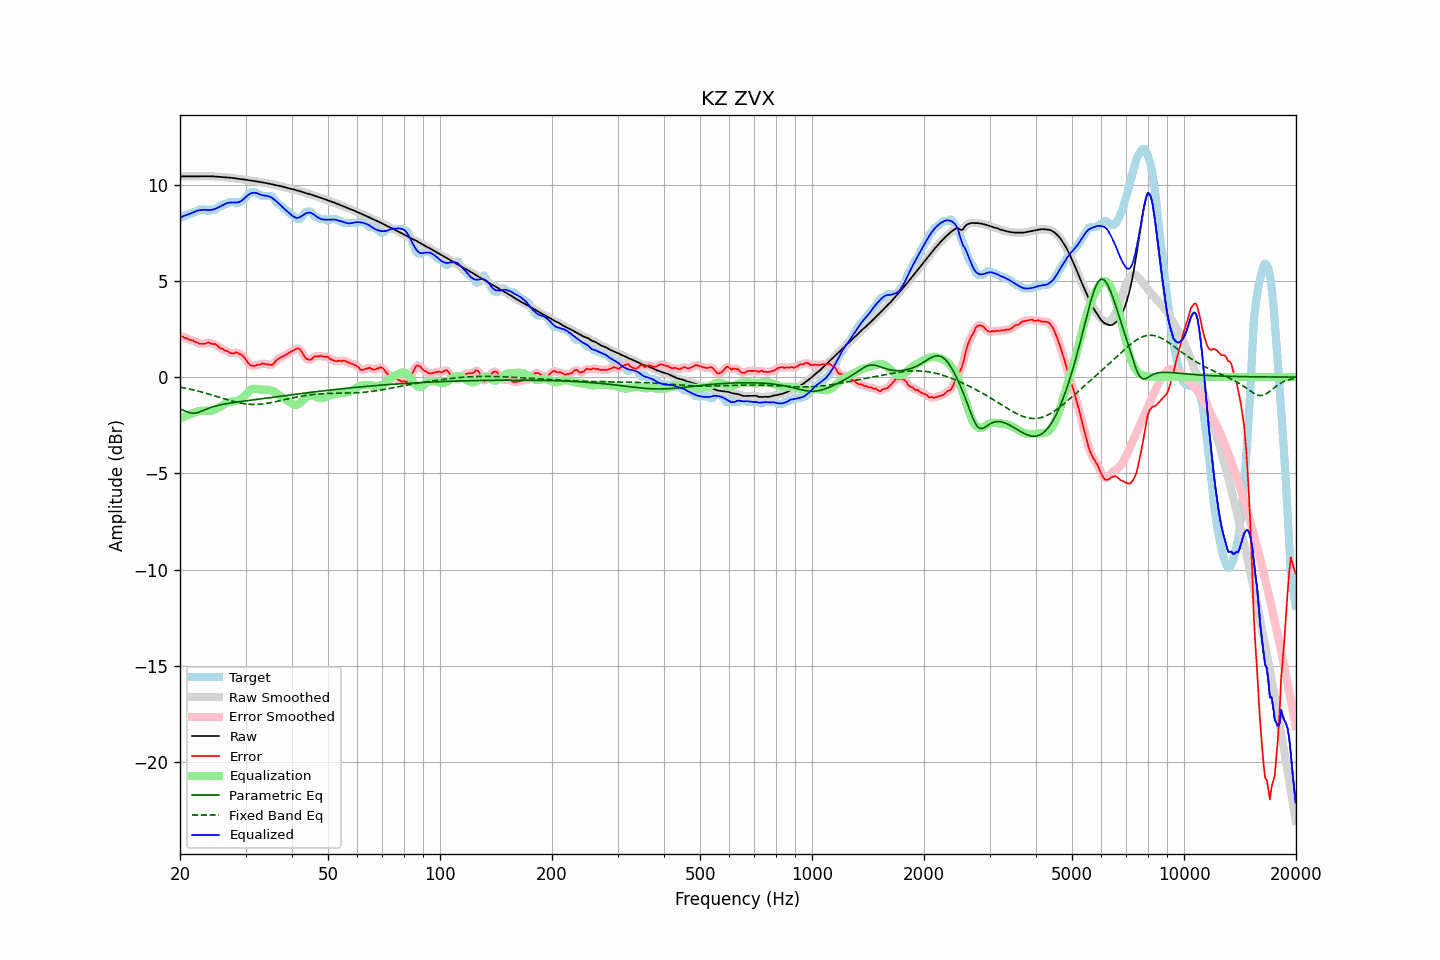 KZ ZVX
10
5
0
−5
−10
−15
−20
Amplitude (dBr)
Target
Raw Smoothed
Error Smoothed
Raw
Error
Equalization
Parametric Eq
Fixed Band Eq
Equalized
20 50 100 200 500 1000 2000 5000 10000 20000
Frequency (Hz)